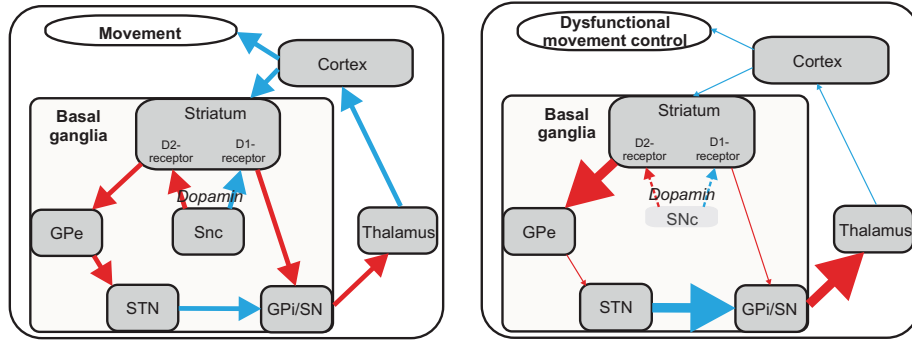 Movement
Cortex
Basal
ganglia
Striatum
D2-
receptor
D1-
receptor
Dopamin
GPe
Snc
Thalamus
STN
GPi/SN
Dysfunctional
movement control
Cortex
Basal
ganglia
Striatum
D2-
receptor
D1-
receptor
Dopamin
GPe
SNc
Thalamus
STN
GPi/SN